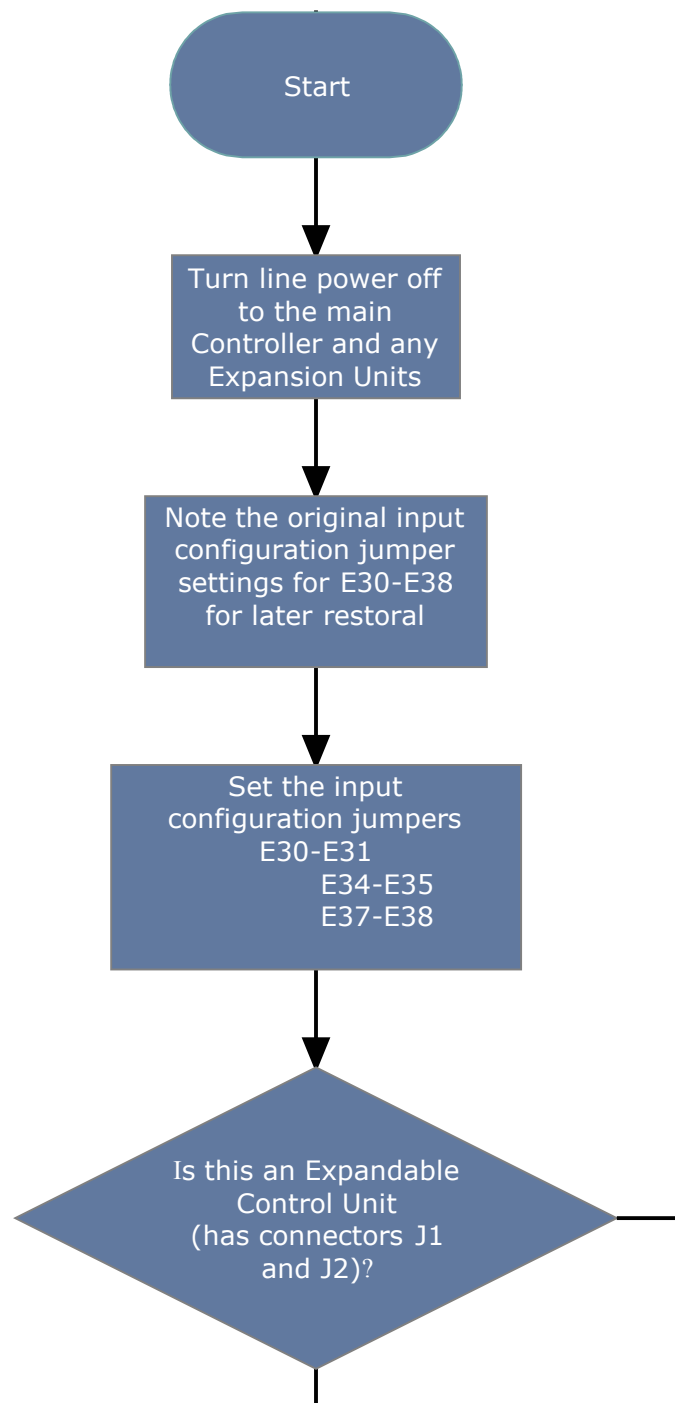 Start
Turn line power off
to the main
Controller and any
Expansion Units
Note the original input
configuration jumper
settings for E30-E38
for later restoral
Set the input
configuration jumpers
E30-E31
E34-E35
E37-E38
Is this an Expandable
Control Unit
(has connectors J1
and J2)?